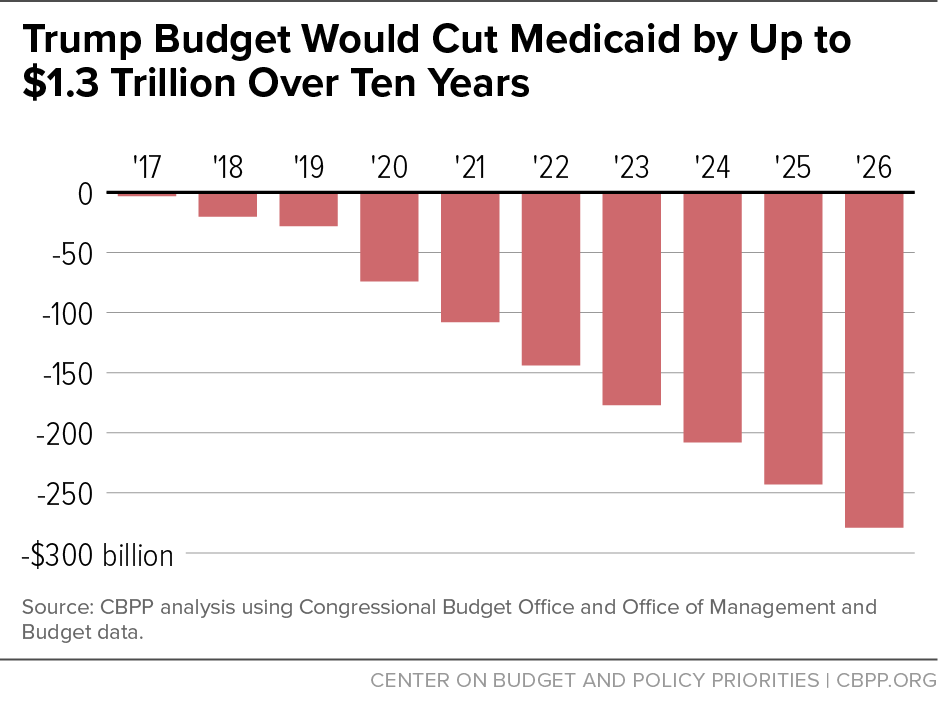 Trump Budget Would Cut Medicaid by Up to
$1.3 Trillion Over Ten Years
'17 '18 '19 '20 '21 '22 '23 '24 '25 '26
0
-50
-100
-150
-200
-250
-$300 billion
Source: CBPP analysis using Congressional Budget Office and Office of Management and
Budget data.
CENTER ON BUDGET AND POLICY PRIORITIES | CBPP.ORG